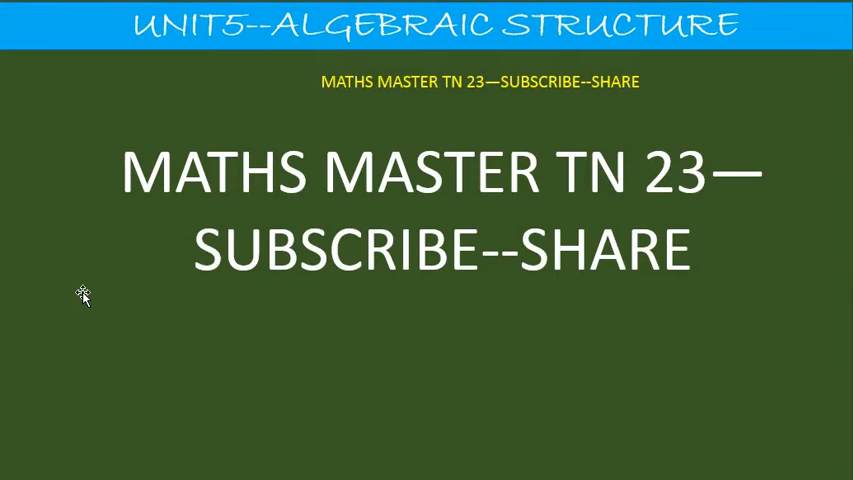 UNIT5--ALGEBRAIC STRUCTURE
MATHS MASTER TN 23—SUBSCRIBE--SHARE
MATHS MASTER TN 23—
SUBSCRIBE--SHARE